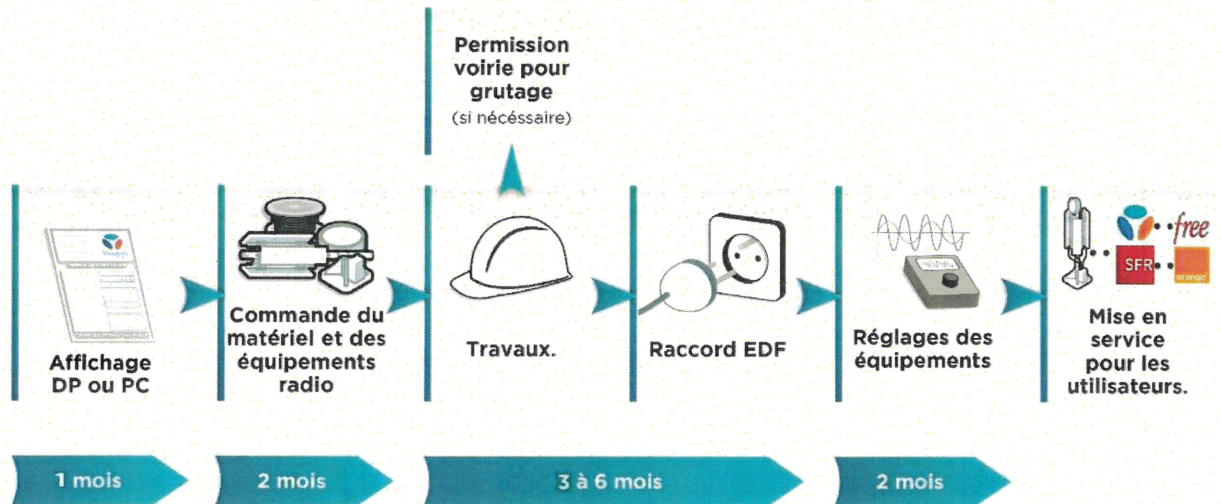 Permission
voirie pour
grutage
(si nécéssaire)
Affichage
DP ou PC
Commande du
matériel et des
équipements
radio
Travaux.
Raccord EDF
Réglages des
équipements
free
SFR
orange
Mise en
service
pour les
utilisateurs.
1 mois
2 mois
3 à 6 mois
2 mois